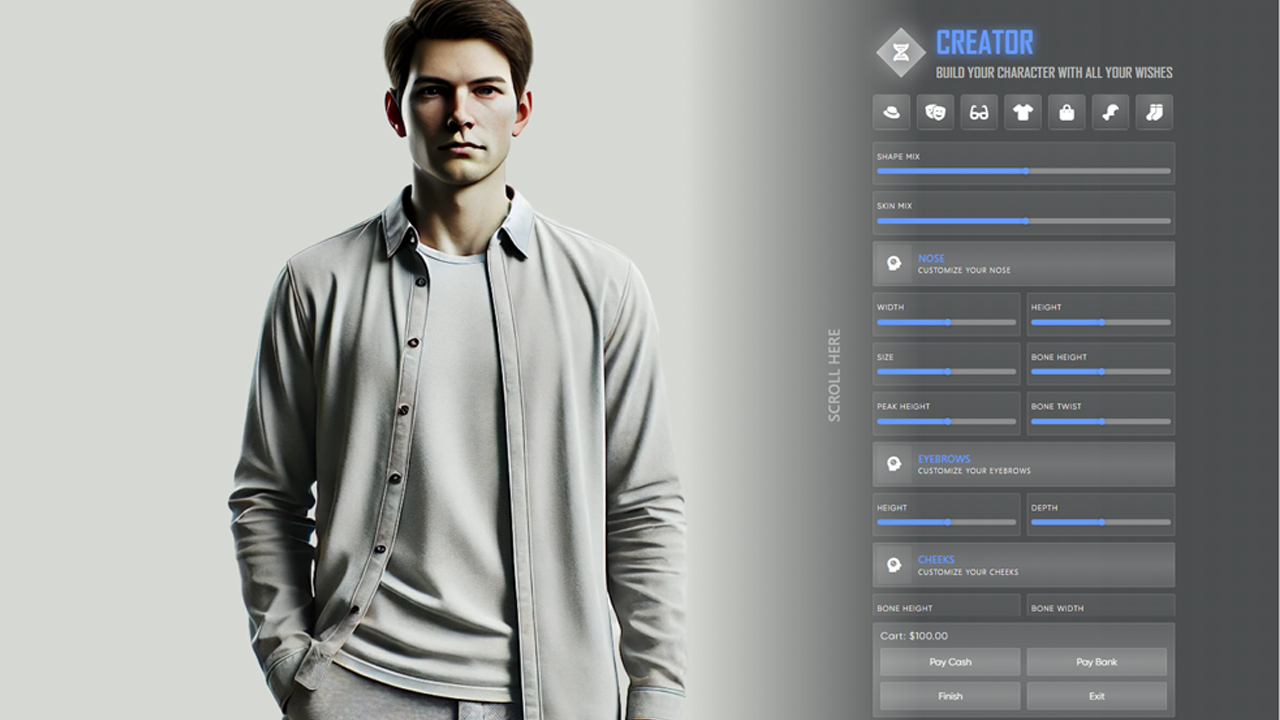 CREATOR
BUILD YOUR CHARACTER WITH ALL YOUR WISHES
SHAPE MIX
SKIN MIX
NOSE
CUSTOMIZE YOUR NOSE
WIDTH
HEIGHT
SIZE
BONE HEIGHT
PEAK HEIGHT
BONE TWIST
EYEBROWS
CUSTOMIZE YOUR EYEBROWS
HEIGHT
DEPTH
CHEEKS
CUSTOMIZE YOUR CHEEKS
BONE HEIGHT
BONE WIDTH
Cart: $100.00
Pay Cash
Pay Bank
Finish
Exit
SCROLL HERE